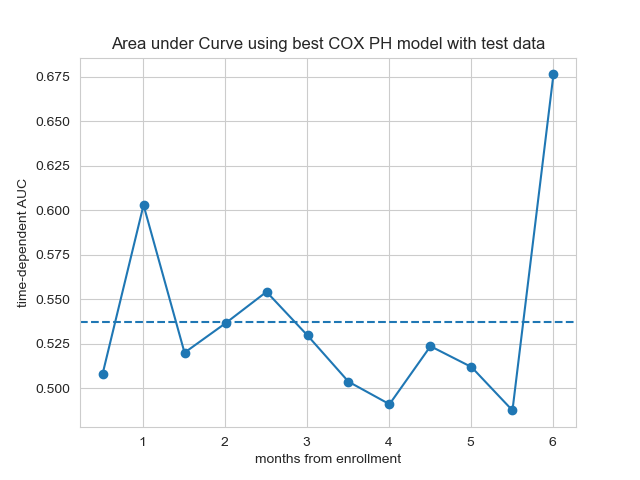 Area under Curve using best COX PH model with test data
time-dependent AUC
0.675
0.650
0.625
0.600
0.575
0.550
0.525
0.500
1 2 3 4 5 6
months from enrollment